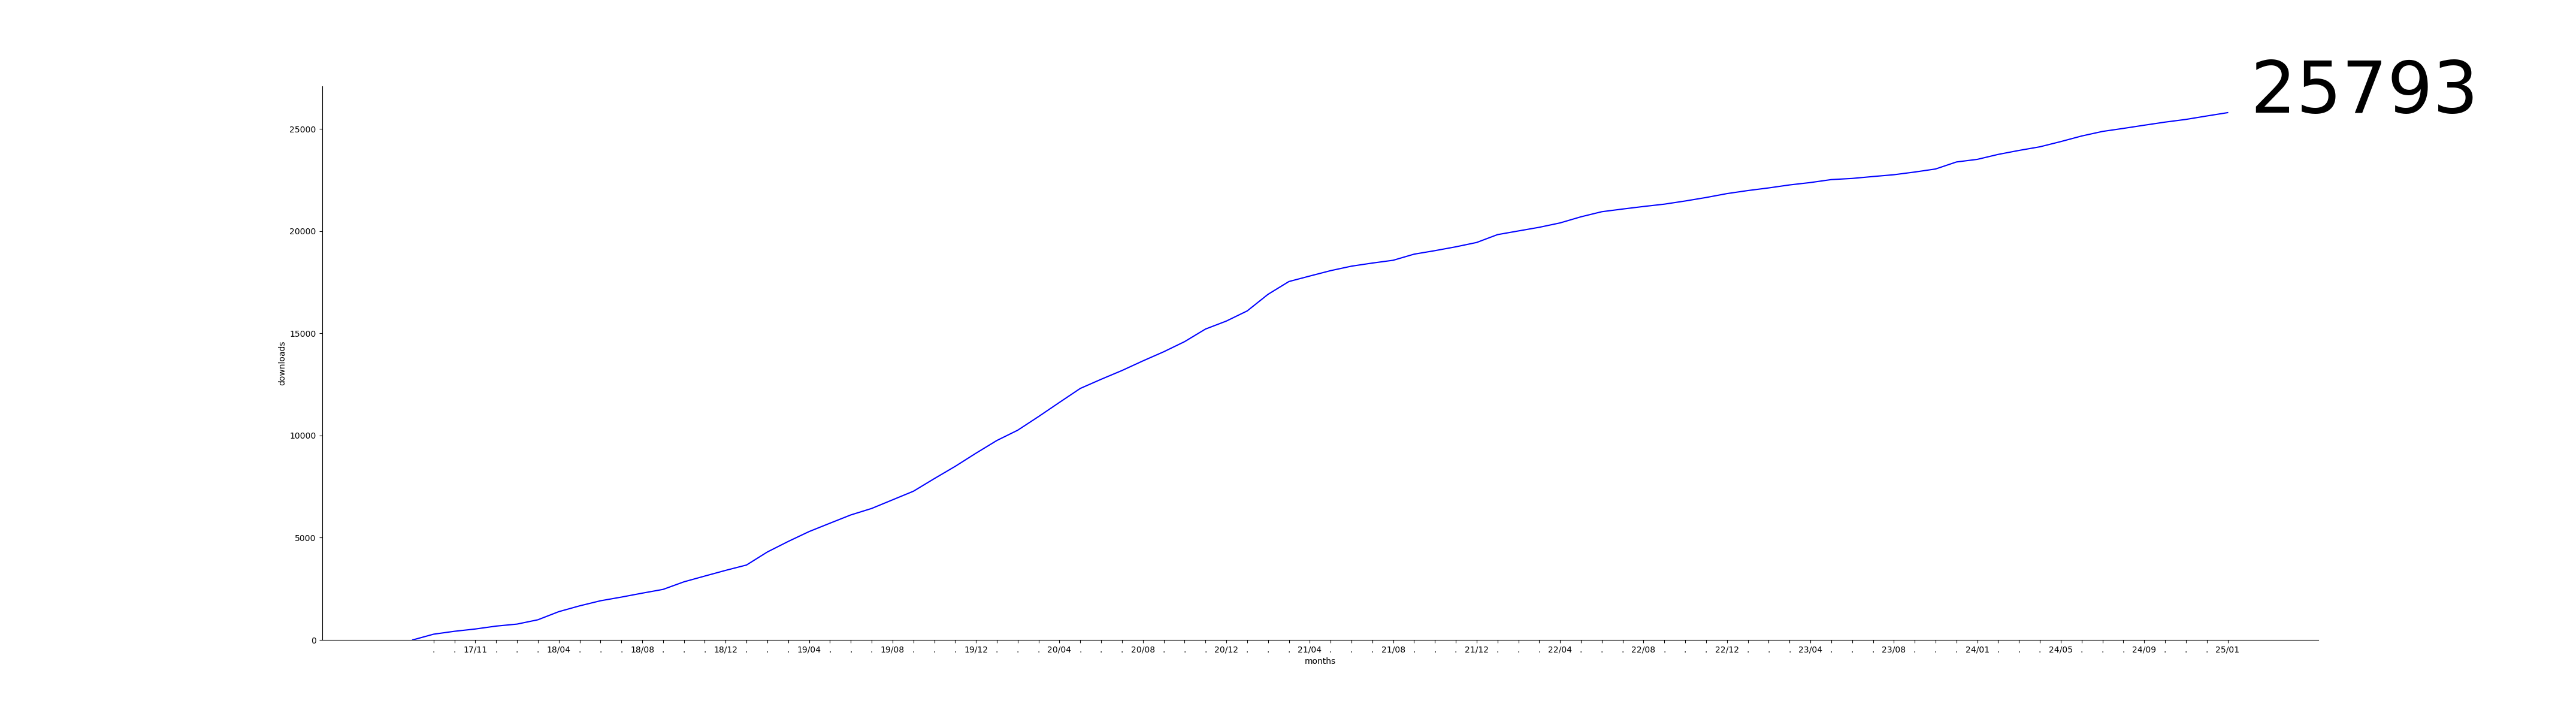 25793
25000
20000
15000
10000
5000
0
downloads
. . 17/11 . . . 18/04 . . . 18/08 . . . 18/12 . . . 19/04 . . . 19/08 . . . 19/12 . . . 20/04 . . . 20/08 . . . 20/12 . . . 21/04 . . . 21/08 . . . 21/12 . . . 22/04 . . . 22/08 . . . 22/12 . . . 23/04 . . . 23/08 . . . 24/01 . . . 24/05 . . . 24/09 . . . 25/01
months